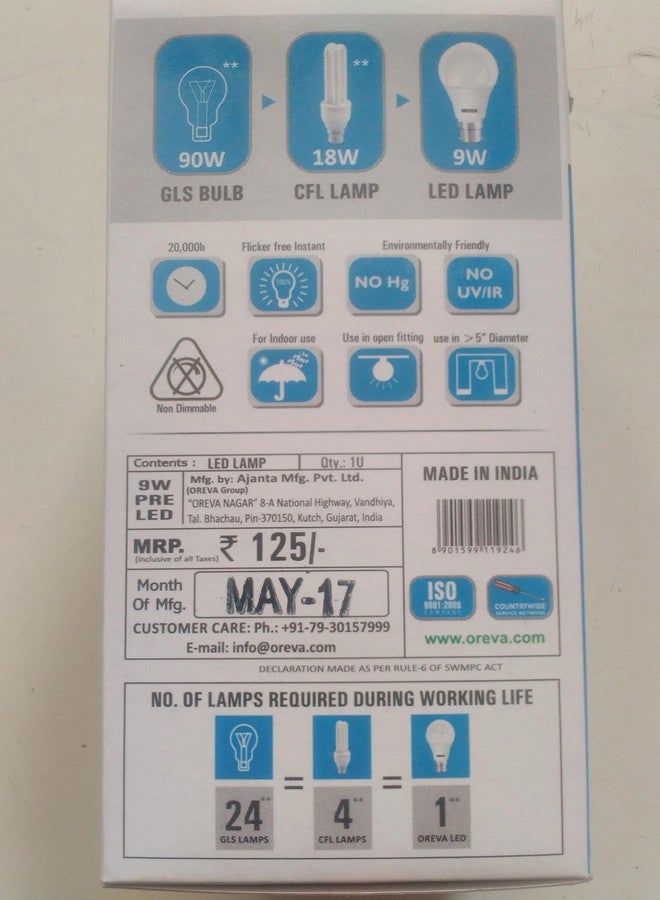 **
**
90W
18W
9W
GLS BULB
CFL LAMP
LED LAMP
20,000h
Flicker free Instant
Environmentally Friendly
100%
NO Hg
NO
UV/IR
For Indoor use
Use in open fitting
use in >5" Diameter
Non Dimmable
Contents : LED LAMP
Qty.: 1U
9W
PRE
LED
Mfg. by: Ajanta Mfg. Pvt. Ltd.
(OREVA Group)
"OREVA NAGAR" 8-A National Highway, Vandhiya,
Tal. Bhachau, Pin-370150, Kutch, Gujarat, India
MRP. ₹ 125/-
(Inclusive of all Taxes)
Month
Of Mfg.
MAY-17
CUSTOMER CARE: Ph.: +91-79-30157999
E-mail: info@oreva.com
MADE IN INDIA
8 901599 119246
ISO
9001:2008
COMPANY
COUNTRYWIDE
SERVICE NETWORK
www.oreva.com
DECLARATION MADE AS PER RULE-6 OF SWMPC ACT
NO. OF LAMPS REQUIRED DURING WORKING LIFE
= =
24**
GLS LAMPS
4**
CFL LAMPS
1**
OREVA LED